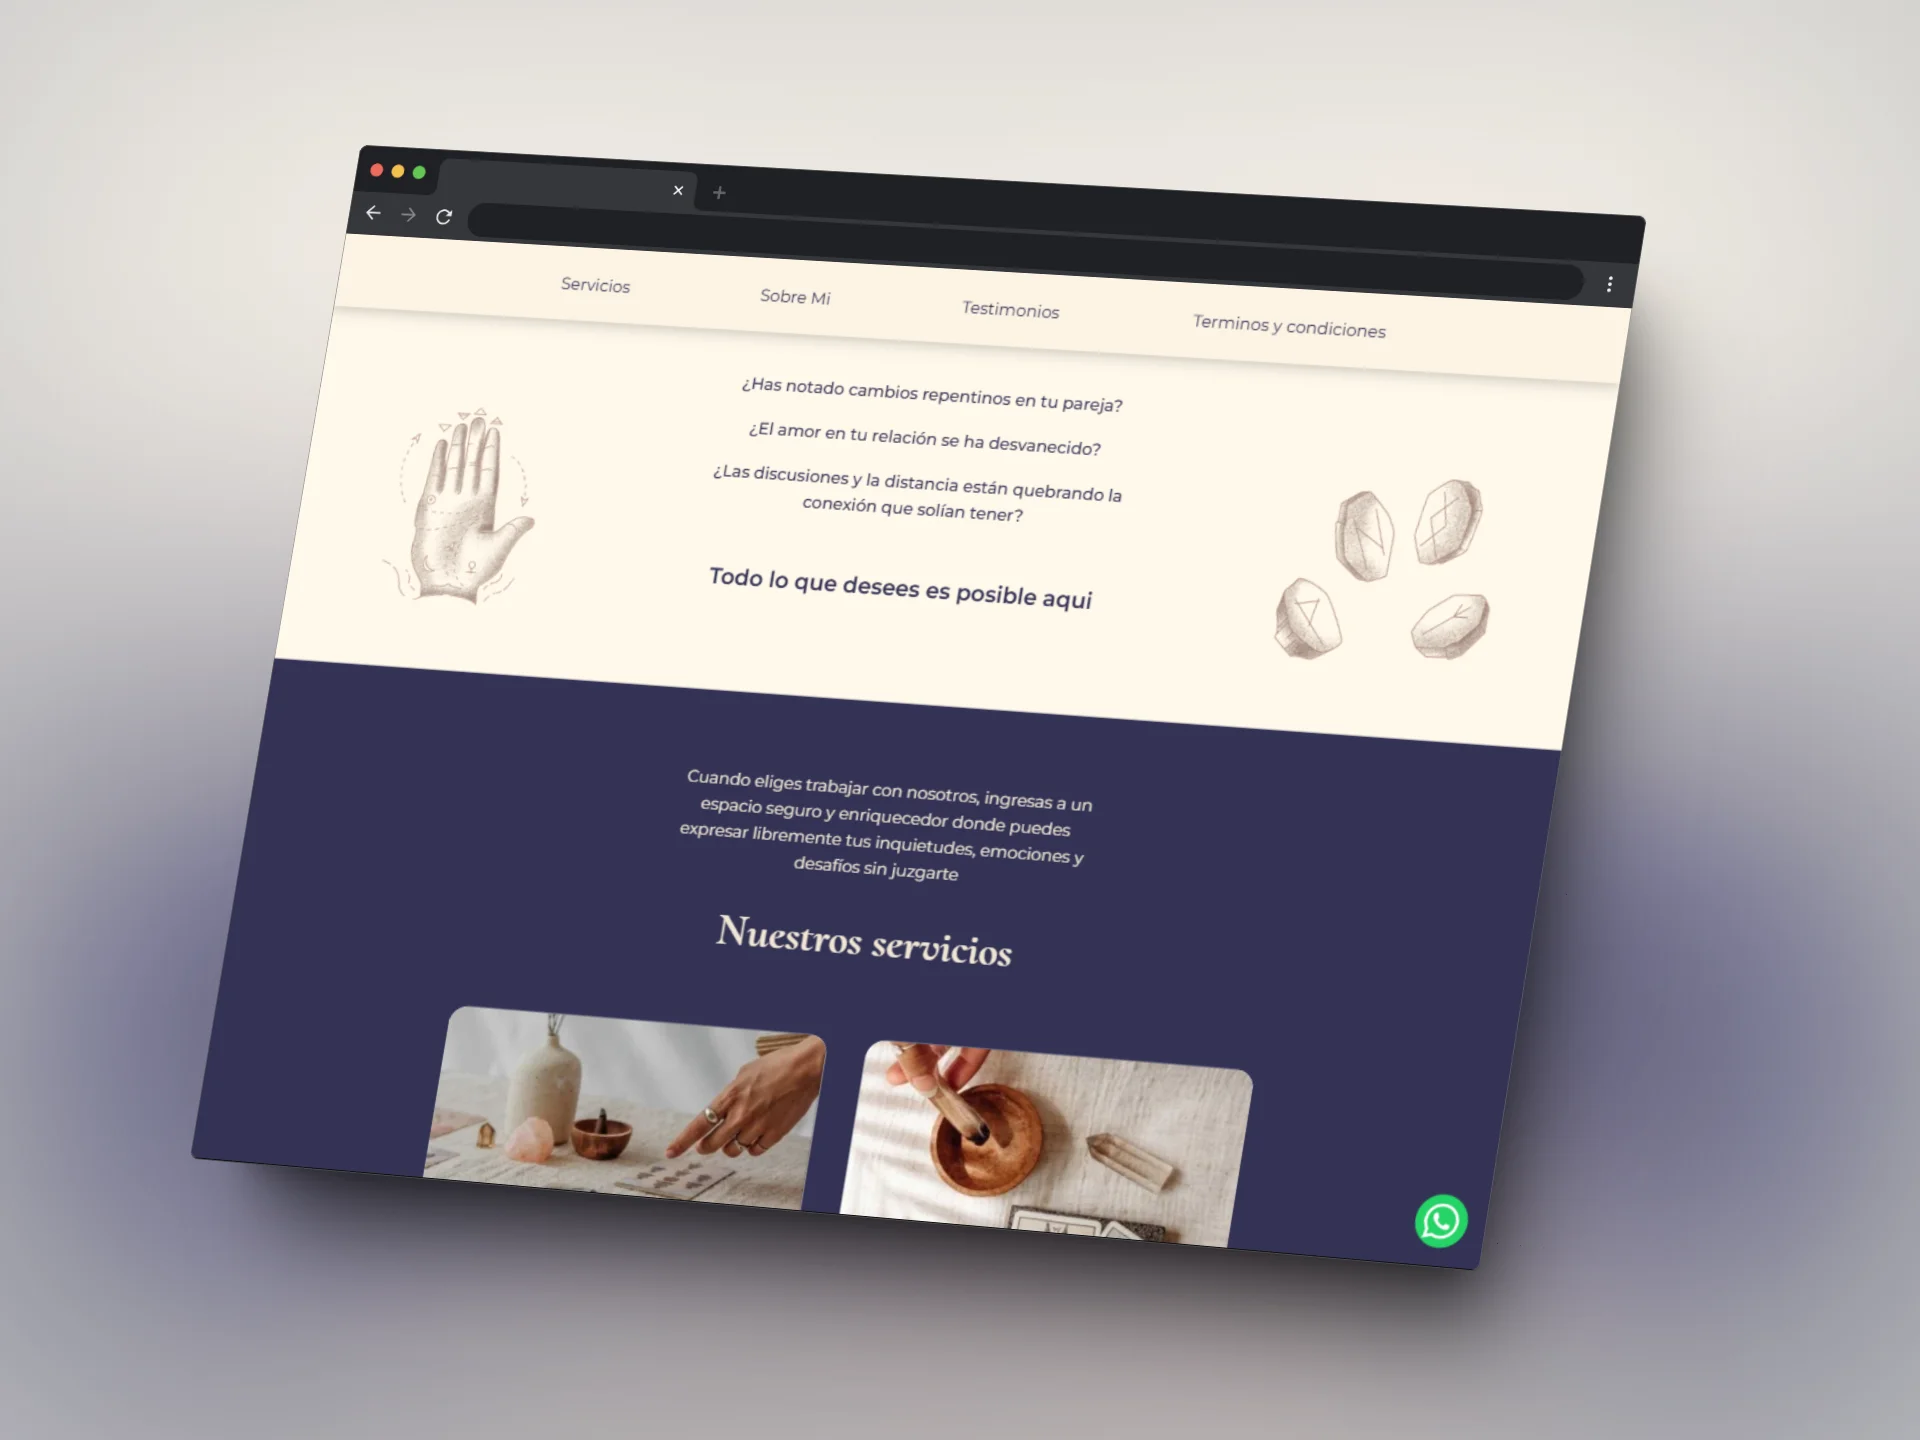 Servicios
Sobre Mi
Testimonios
Terminos y condiciones
¿Has notado cambios repentinos en tu pareja?
¿El amor en tu relación se ha desvanecido?
¿Las discusiones y la distancia están quebrando la
conexión que solían tener?
Todo lo que desees es posible aqui
Cuando eliges trabajar con nosotros, ingresas a un
espacio seguro y enriquecedor donde puedes
expresar libremente tus inquietudes, emociones y
desafíos sin juzgarte
Nuestros servicios